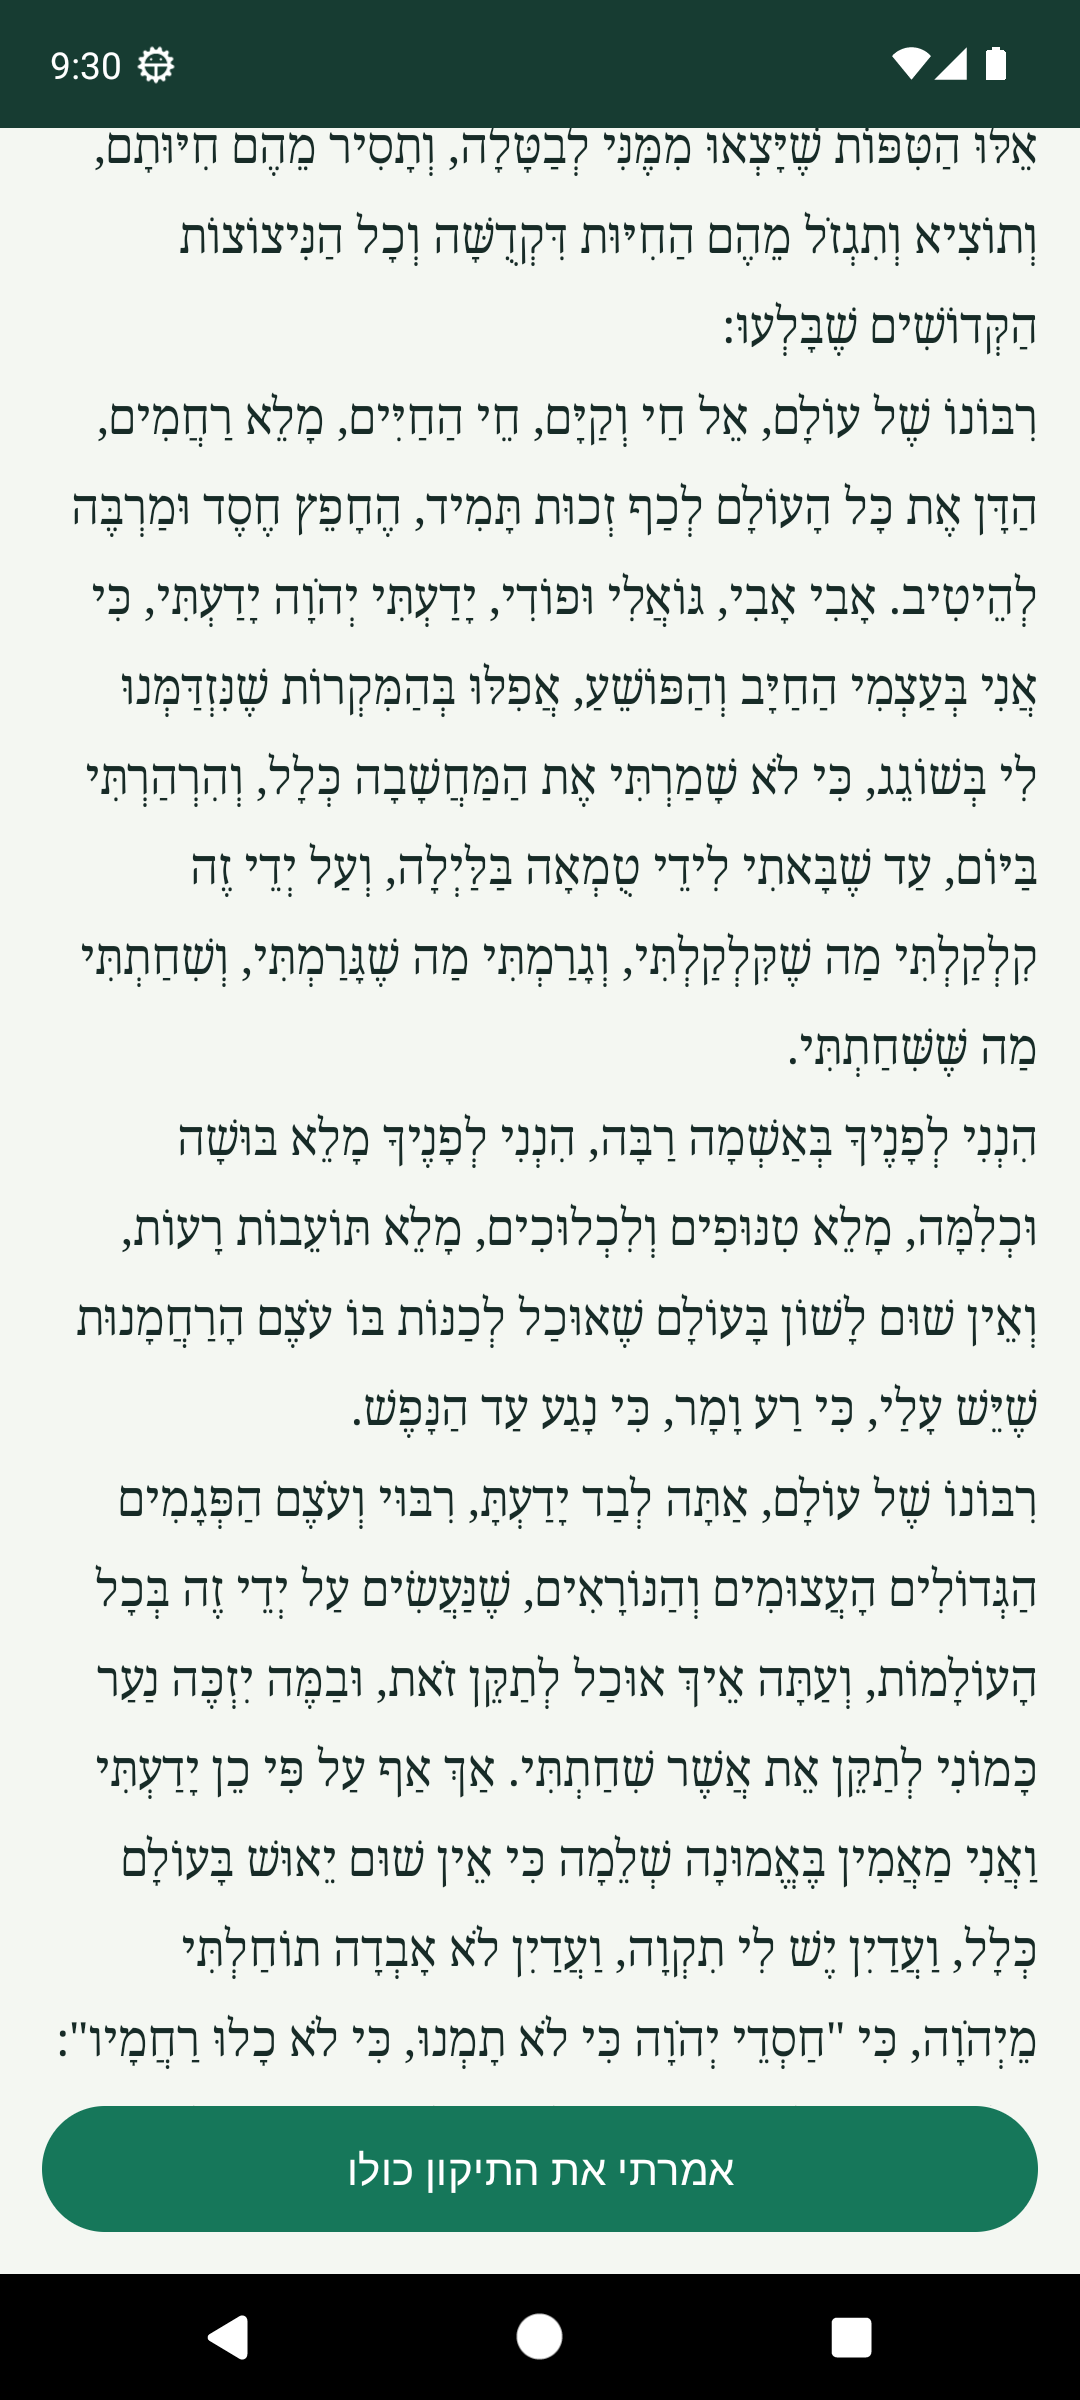 9:30
אֵלּוּ הַטִּפּוֹת שֶׁיָּצְאוּ מִמֶּנִּי לְבַטָּלָה, וְתָסִיר מֵהֶם חִיּוּתָם,
וְתוֹצִיא וְתִגְזֹל מֵהֶם הַחִיּוּת דִּקְדֻשָּׁה וְכָל הַנִּיצוֹצוֹת
הַקְּדוֹשִׁים שֶׁבָּלְעוּ:
רִבּוֹנוֹ שֶׁל עוֹלָם, אֵל חַי וְקַיָּם, חֵי הַחַיִּים, מָלֵא רַחֲמִים,
הַדָּן אֶת כָּל הָעוֹלָם לְכַף זְכוּת תָּמִיד, הֶחָפֵץ חֶסֶד וּמַרְבֶּה
לְהֵיטִיב. אָבִי אָבִי, גּוֹאֲלִי וּפוֹדִי, יָדַעְתִּי יְהֹוָה יָדַעְתִּי, כִּי
אֲנִי בְּעַצְמִי הַחַיָּב וְהַפּוֹשֵׁעַ, אֲפִלּוּ בְּהַמִּקְרוֹת שֶׁנִּזְדַּמְּנוּ
לִי בְּשׁוֹגֵג, כִּי לֹא שָׁמַרְתִּי אֶת הַמַּחֲשָׁבָה כְּלָל, וְהִרְהַרְתִּי
בַּיּוֹם, עַד שֶׁבָּאתִי לִידֵי טֻמְאָה בַּלַּיְלָה, וְעַל יְדֵי זֶה
קִלְקַלְתִּי מַה שֶׁקִּלְקַלְתִּי, וְגָרַמְתִּי מַה שֶׁגָּרַמְתִּי, וְשִׁחַתְתִּי
מַה שֶּׁשִּׁחַתְתִּי.
הִנְנִי לְפָנֶיךָ בְּאַשְׁמָה רַבָּה, הִנְנִי לְפָנֶיךָ מָלֵא בּוּשָׁה
וּכְלִמָּה, מָלֵא טִנּוּפִים וְלִכְלוּכִים, מָלֵא תּוֹעֵבוֹת רָעוֹת,
וְאֵין שׁוּם לָשׁוֹן בָּעוֹלָם שֶׁאוּכַל לְכַנּוֹת בּוֹ עֹצֶם הָרַחֲמָנוּת
שֶׁיֵּשׁ עָלַי, כִּי רַע וָמָר, כִּי נָגַע עַד הַנָּפֶשׁ.
רִבּוֹנוֹ שֶׁל עוֹלָם, אַתָּה לְבַד יָדַעְתָּ, רִבּוּי וְעֹצֶם הַפְּגָמִים
הַגְּדוֹלִים הָעֲצוּמִים וְהַנּוֹרָאִים, שֶׁנַּעֲשִׂים עַל יְדֵי זֶה בְּכָל
הָעוֹלָמוֹת, וְעַתָּה אֵיךְ אוּכַל לְתַקֵּן זֹאת, וּבַמֶּה יִזְכֶּה נַעַר
כָּמוֹנִי לְתַקֵּן אֵת אֲשֶׁר שִׁחַתְתִּי. אַךְ אַף עַל פִּי כֵן יָדַעְתִּי
וַאֲנִי מַאֲמִין בֶּאֱמוּנָה שְׁלֵמָה כִּי אֵין שׁוּם יֵאוּשׁ בָּעוֹלָם
כְּלָל, וַעֲדַיִן יֶשׁ לִי תִקְוָה, וַעֲדַיִן לֹא אָבְדָה תוֹחַלְתִּי
מֵיְהֹוָה, כִּי "חַסְדֵי יְהֹוָה כִּי לֹא תָמְנוּ, כִּי לֹא כָלוּ רַחֲמָיו":
אמרתי את התיקון כולו